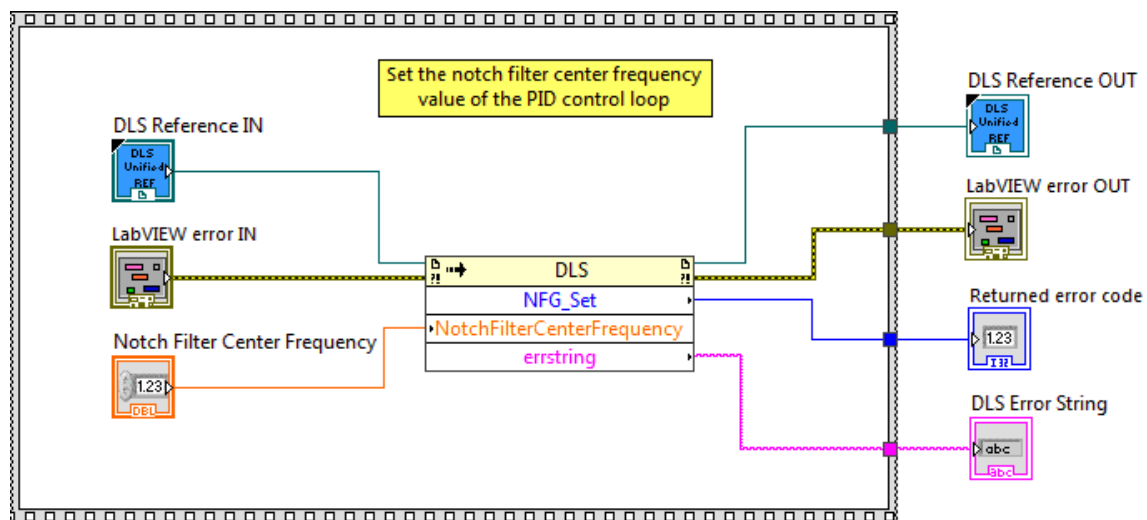 Set the notch filter center frequency
value of the PID control loop
DLS Reference IN
DLS
Unified
REF
LabVIEW error IN
Notch Filter Center Frequency
1.23
DBL
DLS
NFG_Set
NotchFilterCenterFrequency
errstring
DLS Reference OUT
DLS
Unified
REF
LabVIEW error OUT
Returned error code
1.23
I32
DLS Error String
abc
abc